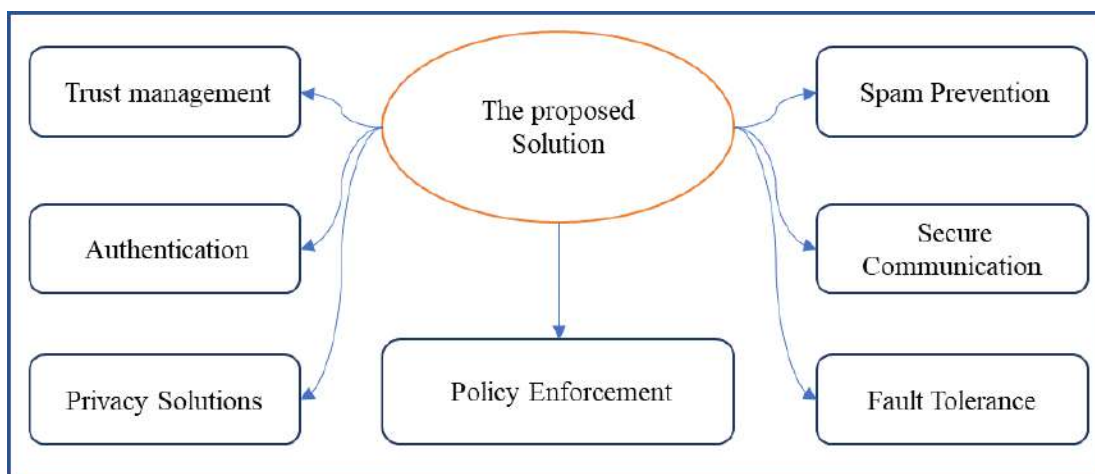 Trust management
The proposed
Solution
Spam Prevention
Authentication
Secure
Communication
Privacy Solutions
Policy Enforcement
Fault Tolerance